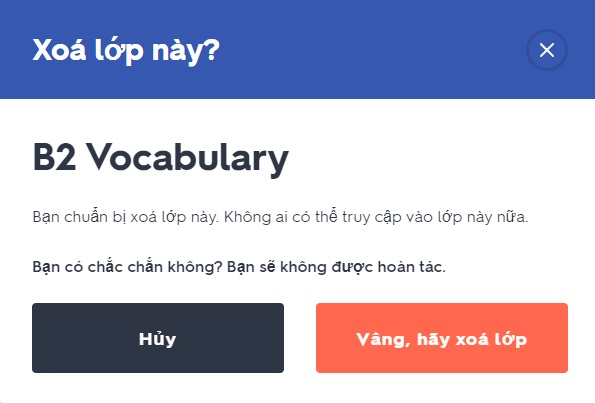 Xoá lớp này?
B2 Vocabulary
Bạn chuẩn bị xoá lớp này. Không ai có thể truy cập vào lớp này nữa.
Bạn có chắc chắn không? Bạn sẽ không được hoàn tác.
Hủy
Vâng, hãy xoá lớp